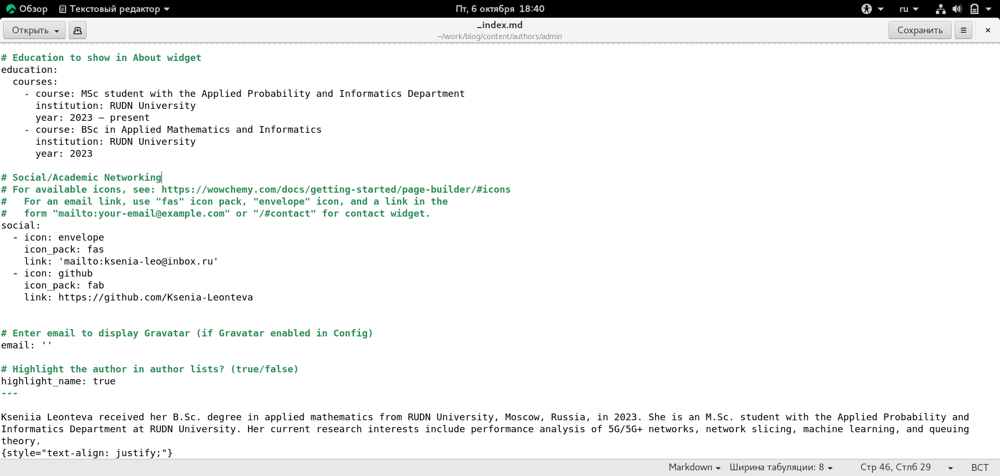 Обзор Текстовый редактор Пт, 6 октября 18:40 ru
Открыть _index.md Сохранить
~/work/blog/content/authors/admin
# Education to show in About widget
education:
  courses:
    - course: MSc student with the Applied Probability and Informatics Department
      institution: RUDN University
      year: 2023 – present
    - course: BSc in Applied Mathematics and Informatics
      institution: RUDN University
      year: 2023
# Social/Academic Networking
# For available icons, see: https://wowchemy.com/docs/getting-started/page-builder/#icons
#   For an email link, use "fas" icon pack, "envelope" icon, and a link in the
#   form "mailto:your-email@example.com" or "/#contact" for contact widget.
social:
  - icon: envelope
    icon_pack: fas
    link: 'mailto:ksenia-leo@inbox.ru'
  - icon: github
    icon_pack: fab
    link: https://github.com/Ksenia-Leonteva
# Enter email to display Gravatar (if Gravatar enabled in Config)
email: ''
# Highlight the author in author lists? (true/false)
highlight_name: true
---
Kseniia Leonteva received her B.Sc. degree in applied mathematics from RUDN University, Moscow, Russia, in 2023. She is an M.Sc. student with the Applied Probability and
Informatics Department at RUDN University. Her current research interests include performance analysis of 5G/5G+ networks, network slicing, machine learning, and queuing
theory.
{style="text-align: justify;"}
Markdown Ширина табуляции: 8 Стр 46, Стлб 29 ВСТ